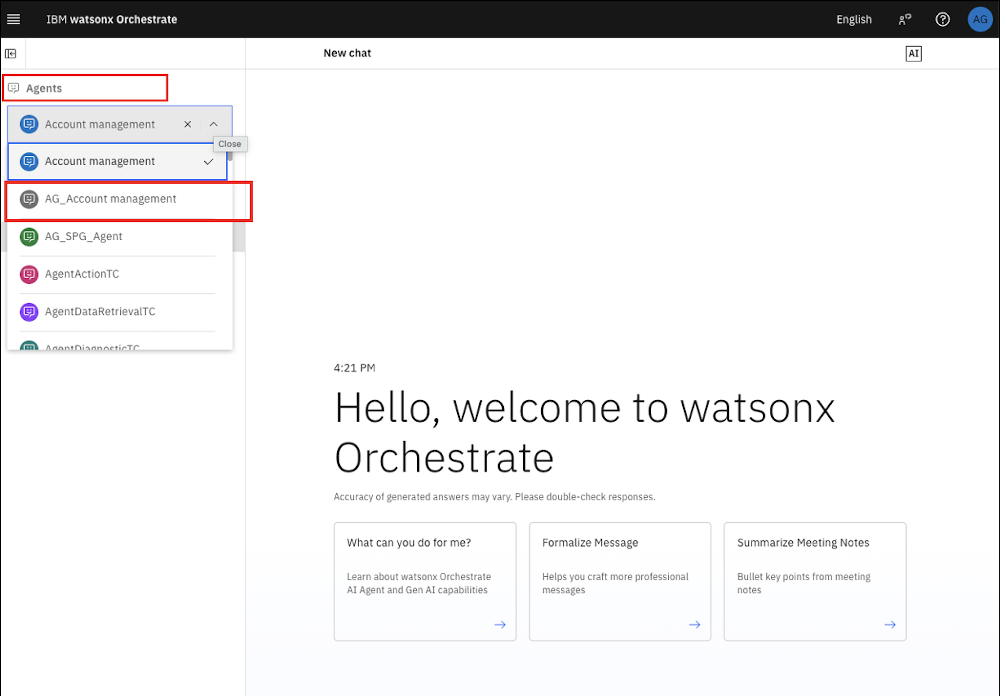 IBM watsonx Orchestrate
English
AG
New chat
AI
Agents
Account management
Close
Account management
AG_Account management
AG_SPG_Agent
AgentActionTC
AgentDataRetrievalTC
AgentDiagnosticTC
4:21 PM
Hello, welcome to watsonx
Orchestrate
Accuracy of generated answers may vary. Please double-check responses.
What can you do for me?
Learn about watsonx Orchestrate
AI Agent and Gen AI capabilities
Formalize Message
Helps you craft more professional
messages
Summarize Meeting Notes
Bullet key points from meeting
notes